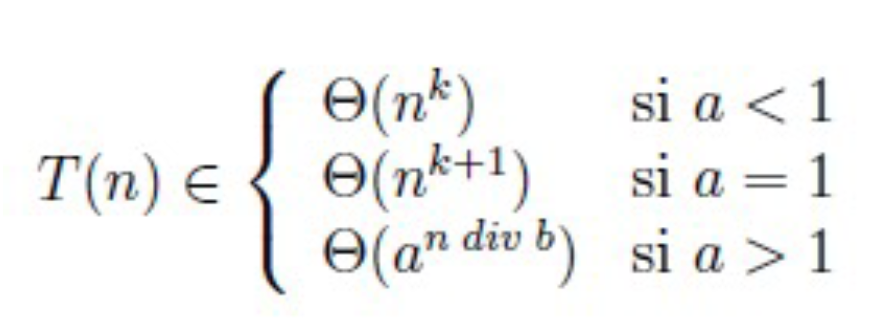 T(n) ∈ { Θ(n^k) si a < 1
Θ(n^{k+1}) si a = 1
Θ(a^{n div b}) si a > 1